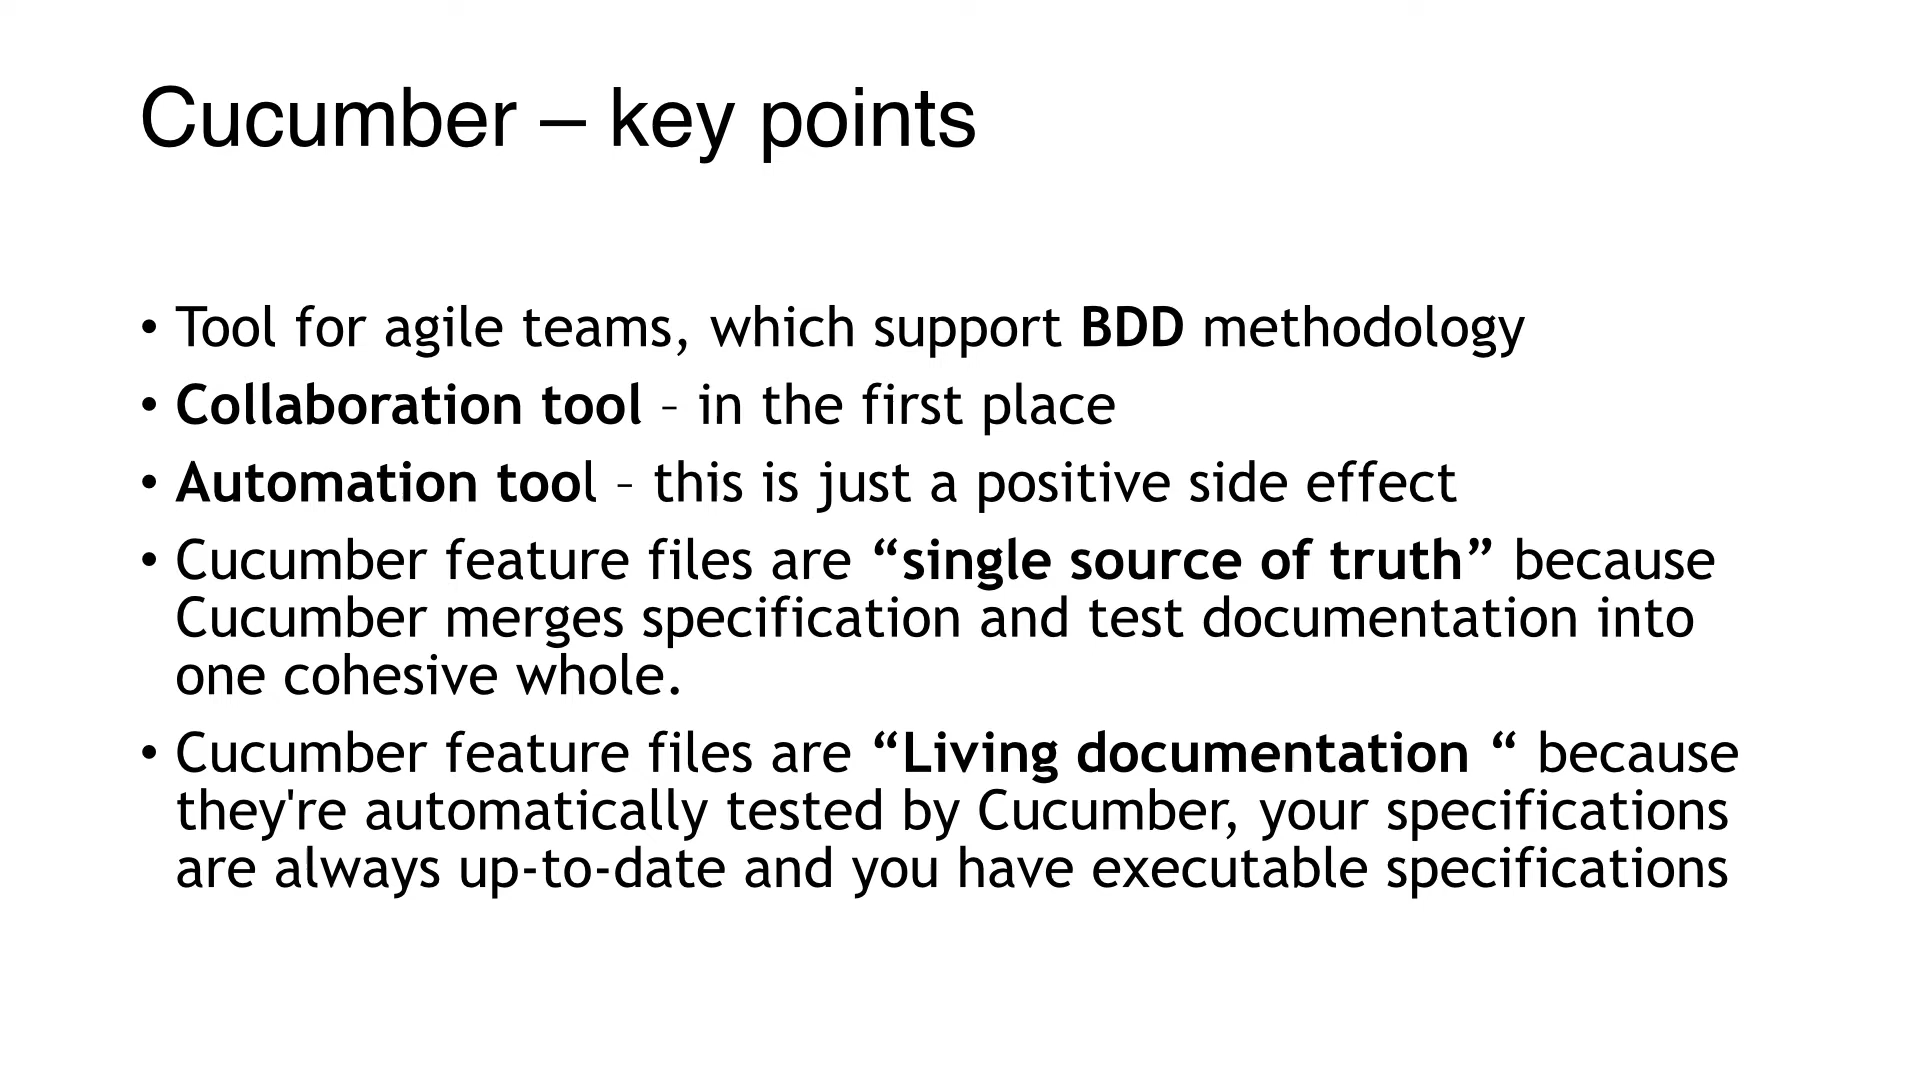 Cucumber – key points
• Tool for agile teams, which support BDD methodology
• Collaboration tool – in the first place
• Automation tool – this is just a positive side effect
• Cucumber feature files are “single source of truth” because
Cucumber merges specification and test documentation into
one cohesive whole.
• Cucumber feature files are “Living documentation “ because
they're automatically tested by Cucumber, your specifications
are always up-to-date and you have executable specifications